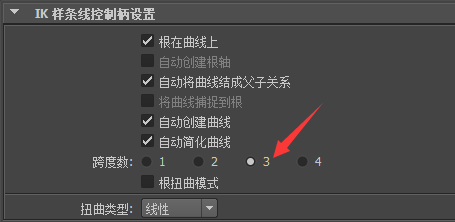 IK 样条线控制柄设置
根在曲线上
自动创建根轴
自动将曲线结成父子关系
将曲线捕捉到根
自动创建曲线
自动简化曲线
跨度数: 1 2 3 4
根扭曲模式
扭曲类型: 线性